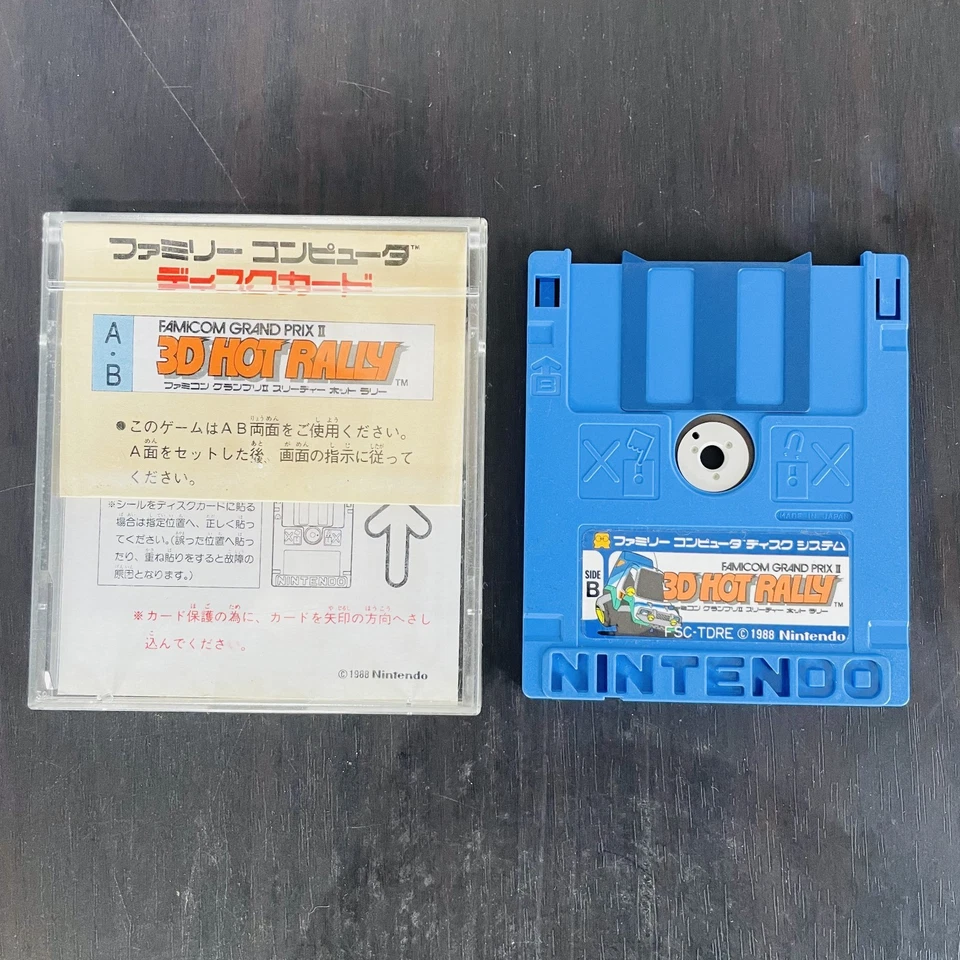 ファミリー コンピュータ™
ディスクカード
A・B
FAMICOM GRAND PRIX II
3D HOT RALLY™
ファミコン グランプリII スリーディー ホット ラリー
●このゲームはAB両面をご使用ください。
A面をセットした後、画面の指示に従って
ください。
※シールをディスクカードに貼る
場合は指定位置へ、正しく貼っ
てください。(誤った位置へ貼っ
たり、重ね貼りをすると故障の
原因となります。)
NINTENDO
※カード保護の為に、カードを矢印の方向へさし
込んでください。
©1988 Nintendo
B
MADE IN JAPAN
ファミリー コンピュータ ディスク システム
SIDE B
FAMICOM GRAND PRIX II
3D HOT RALLY™
ファミコン グランプリII スリーディー ホット ラリー
FSC-TDRE ©1988 Nintendo
NINTENDO